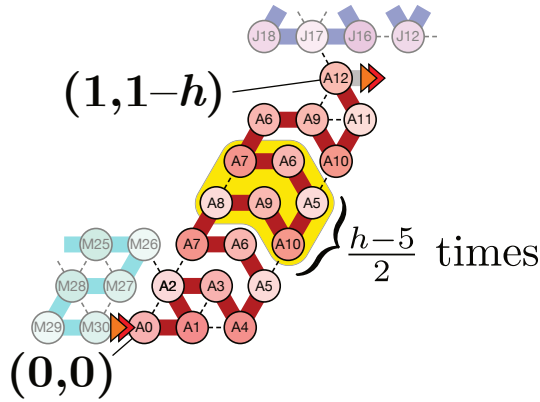 J18 J17 J16 J12
(1,1–h) A12
A6 A9 A11
A7 A6 A10
A8 A9 A5
M25 M26 A7 A6 A10 h−5/2 times
M28 M27 A2 A3 A5
M29 M30 A0 A1 A4
(0,0)